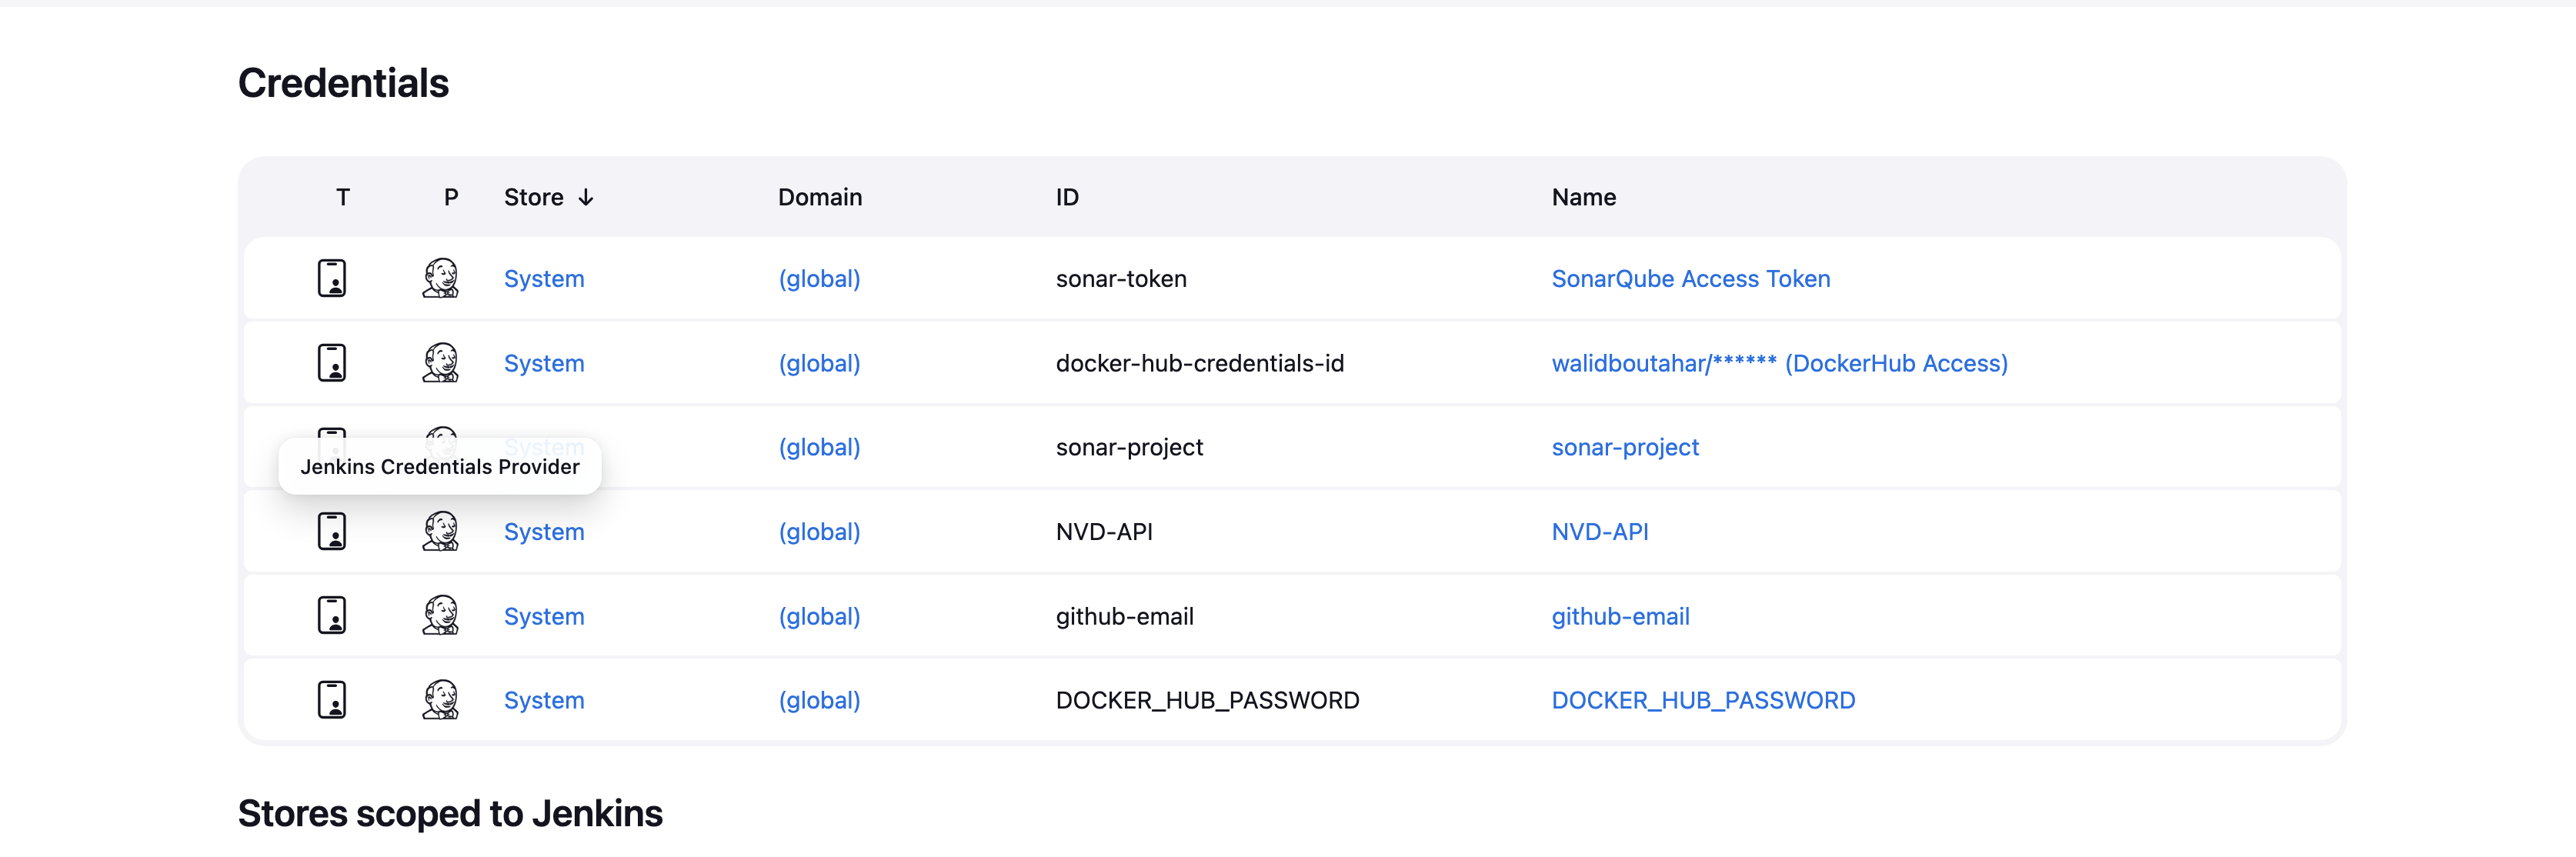 Credentials
T P Store ↓ Domain ID Name
System (global) sonar-token SonarQube Access Token
System (global) docker-hub-credentials-id walidboutahar/****** (DockerHub Access)
System (global) sonar-project sonar-project
Jenkins Credentials Provider
System (global) NVD-API NVD-API
System (global) github-email github-email
System (global) DOCKER_HUB_PASSWORD DOCKER_HUB_PASSWORD
Stores scoped to Jenkins